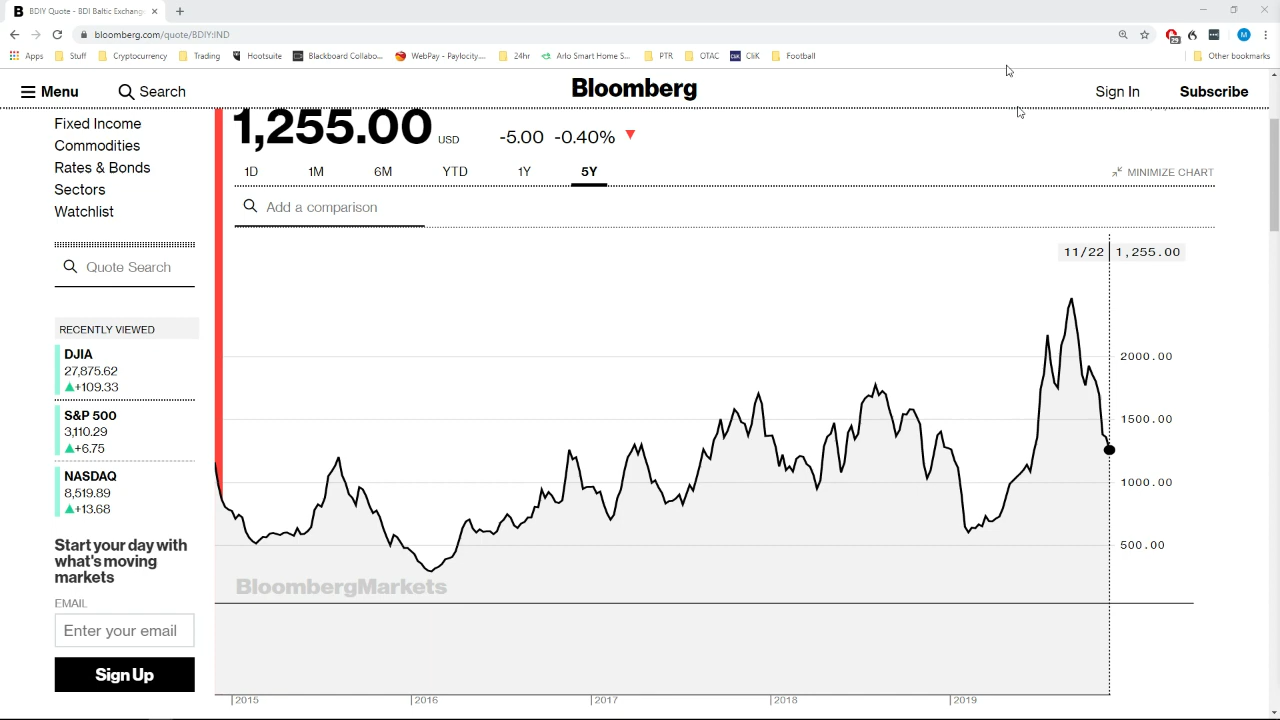 B BDIY Quote - BDI Baltic Exchang
bloomberg.com/quote/BDIY:IND
M
Apps Stuff Cryptocurrency Trading Hootsuite Blackboard Collabo... WebPay - Paylocity.... 24hr Arlo Smart Home S... PTR OTAC CliK Football Other bookmarks
Menu Search Bloomberg Sign In Subscribe
Fixed Income
Commodities
Rates & Bonds
Sectors
Watchlist
Quote Search
RECENTLY VIEWED
DJIA
27,875.62
▲+109.33
S&P 500
3,110.29
▲+6.75
NASDAQ
8,519.89
▲+13.68
Start your day with
what's moving
markets
EMAIL
Enter your email
Sign Up
1,255.00 USD -5.00 -0.40% ▼
1D 1M 6M YTD 1Y 5Y MINIMIZE CHART
Add a comparison
11/22 1,255.00
2000.00
1500.00
1000.00
500.00
BloombergMarkets
2015 2016 2017 2018 2019